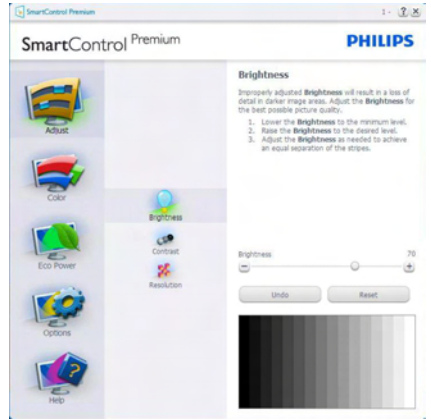 SmartControl Premium
1 -
? x
SmartControl Premium
PHILIPS
Adjust
Color
Eco Power
Options
Help
Brightness
Contrast
Resolution
Brightness
Improperly adjusted Brightness will result in a loss of
detail in darker image areas. Adjust the Brightness for
the best possible picture quality.
1. Lower the Brightness to the minimum level.
2. Raise the Brightness to the desired level.
3. Adjust the Brightness as needed to achieve
an equal separation of the stripes.
Brightness 70
Undo Reset